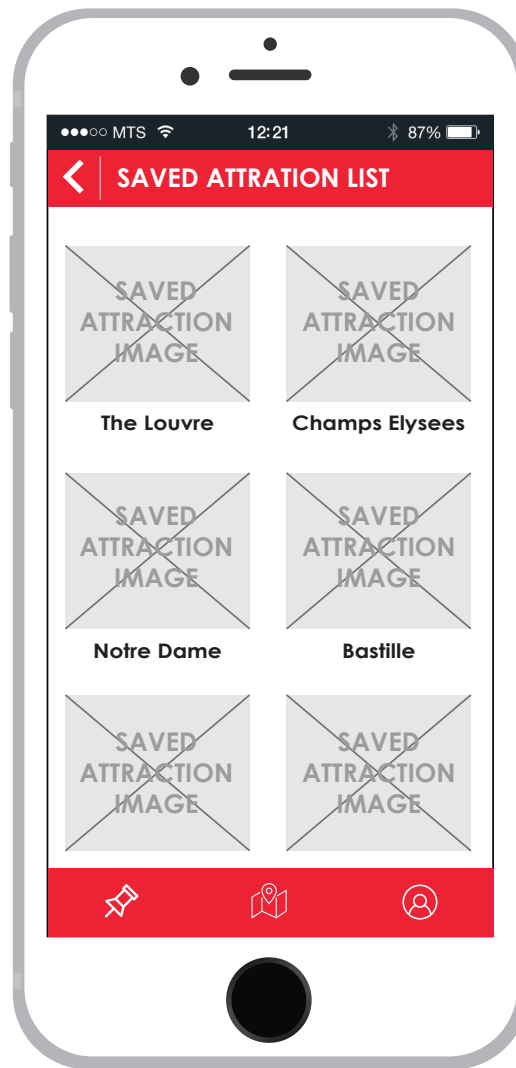 MTS 12:21 87%
SAVED ATTRATION LIST
SAVED
ATTRACTION
IMAGE
SAVED
ATTRACTION
IMAGE
The Louvre
Champs Elysees
SAVED
ATTRACTION
IMAGE
SAVED
ATTRACTION
IMAGE
Notre Dame
Bastille
SAVED
ATTRACTION
IMAGE
SAVED
ATTRACTION
IMAGE